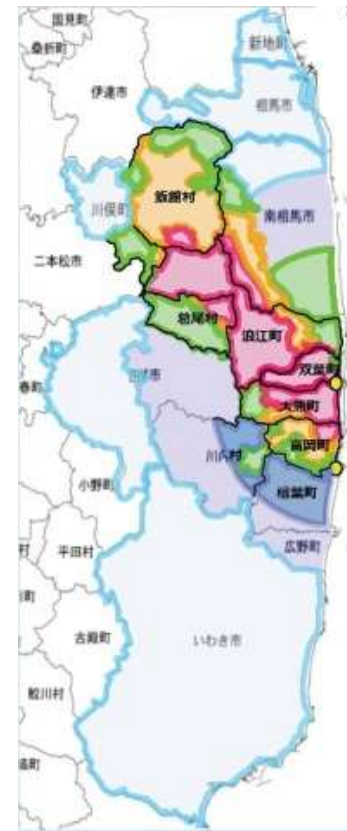 国見町
桑折町
新地町
伊達市
相馬市
飯舘村
川俣町
南相馬市
二本松市
葛尾村
浪江町
双葉町
田村市
大熊町
川内村
富岡町
小野町
楢葉町
広野町
平田村
古殿町
いわき市
鮫川村